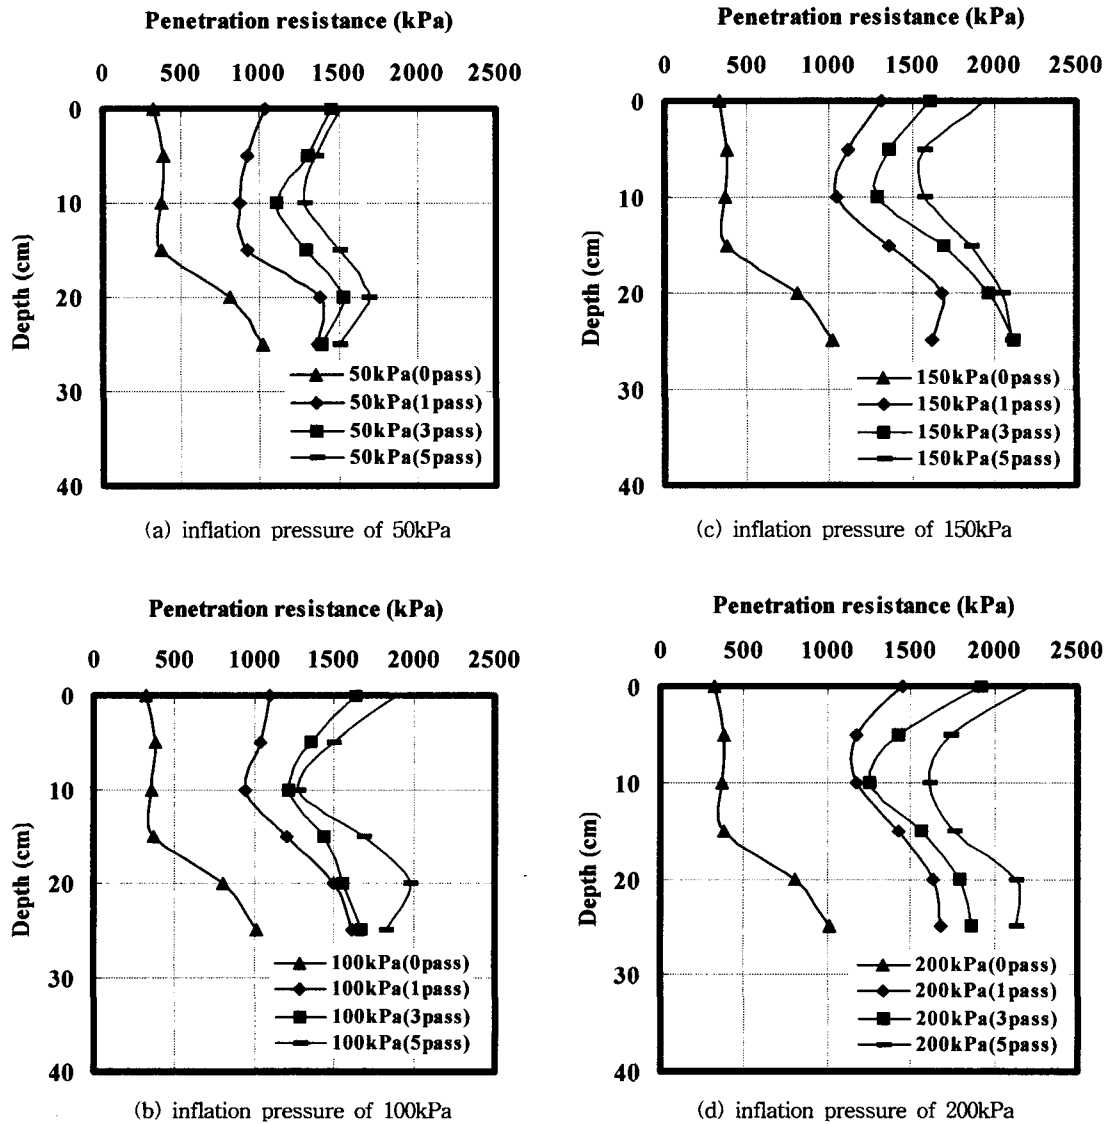 Penetration resistance (kPa)
0 500 1000 1500 2000 2500
0
10
20
30
40
Depth (cm)
50kPa(0pass)
50kPa(1pass)
50kPa(3pass)
50kPa(5pass)
(a) inflation pressure of 50kPa
Penetration resistance (kPa)
0 500 1000 1500 2000 2500
0
10
20
30
40
Depth (cm)
150kPa(0pass)
150kPa(1pass)
150kPa(3pass)
150kPa(5pass)
(c) inflation pressure of 150kPa
Penetration resistance (kPa)
0 500 1000 1500 2000 2500
0
10
20
30
40
Depth (cm)
100kPa(0pass)
100kPa(1pass)
100kPa(3pass)
100kPa(5pass)
(b) inflation pressure of 100kPa
Penetration resistance (kPa)
0 500 1000 1500 2000 2500
0
10
20
30
40
Depth (cm)
200kPa(0pass)
200kPa(1pass)
200kPa(3pass)
200kPa(5pass)
(d) inflation pressure of 200kPa